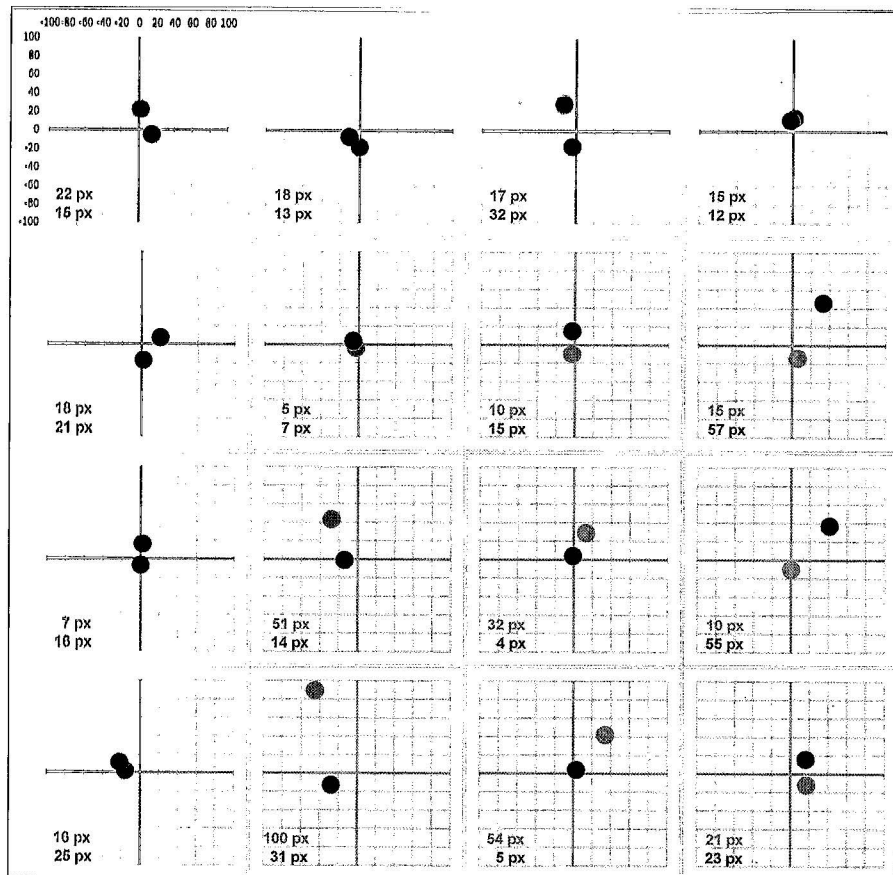 -100-80 -60 -40 -20 0 20 40 60 80 100
100
80
60
40
20
0
-20
-40
-60
-80
-100
22 px
15 px
18 px
13 px
17 px
32 px
15 px
12 px
18 px
21 px
5 px
7 px
10 px
15 px
15 px
57 px
7 px
16 px
51 px
14 px
32 px
4 px
10 px
55 px
16 px
25 px
100 px
31 px
54 px
5 px
21 px
23 px